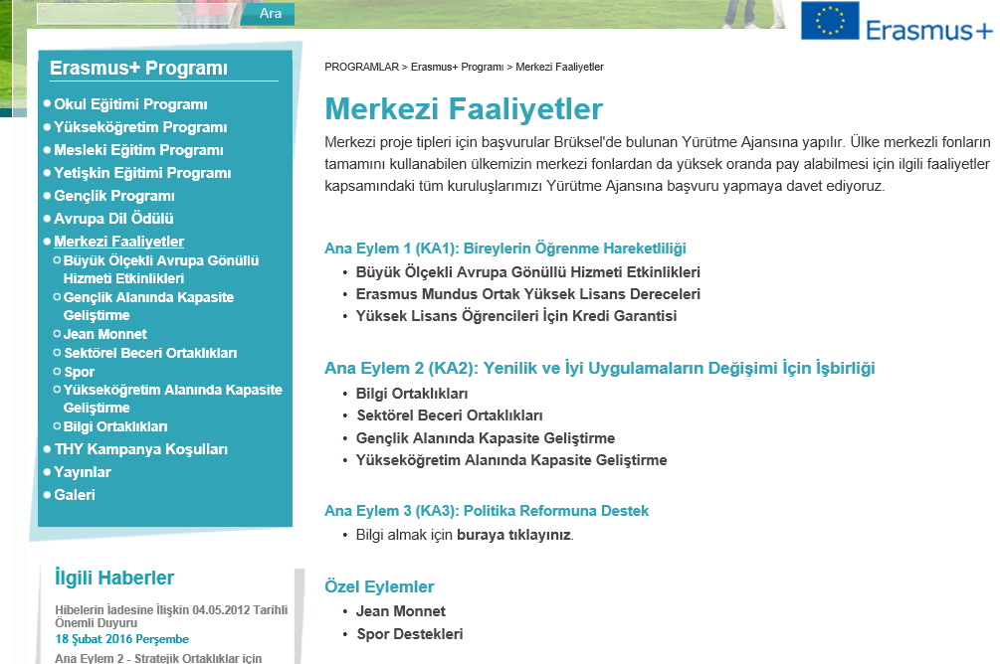 Ara
Erasmus+
Erasmus+ Programı
Okul Eğitimi Programı
Yükseköğretim Programı
Mesleki Eğitim Programı
Yetişkin Eğitimi Programı
Gençlik Programı
Avrupa Dil Ödülü
Merkezi Faaliyetler
Büyük Ölçekli Avrupa Gönüllü
Hizmeti Etkinlikleri
Gençlik Alanında Kapasite
Geliştirme
Jean Monnet
Sektörel Beceri Ortaklıkları
Spor
Yükseköğretim Alanında Kapasite
Geliştirme
Bilgi Ortaklıkları
THY Kampanya Koşulları
Yayınlar
Galeri
İlgili Haberler
Hibelerin İadesine İlişkin 04.05.2012 Tarihli
Önemli Duyuru
18 Şubat 2016 Perşembe
Ana Eylem 2 - Stratejik Ortaklıklar için
PROGRAMLAR > Erasmus+ Programı > Merkezi Faaliyetler
Merkezi Faaliyetler
Merkezi proje tipleri için başvurular Brüksel'de bulunan Yürütme Ajansına yapılır. Ülke merkezli fonların
tamamını kullanabilen ülkemizin merkezi fonlardan da yüksek oranda pay alabilmesi için ilgili faaliyetler
kapsamındaki tüm kuruluşlarımızı Yürütme Ajansına başvuru yapmaya davet ediyoruz.
Ana Eylem 1 (KA1): Bireylerin Öğrenme Hareketliliği
• Büyük Ölçekli Avrupa Gönüllü Hizmeti Etkinlikleri
• Erasmus Mundus Ortak Yüksek Lisans Dereceleri
• Yüksek Lisans Öğrencileri İçin Kredi Garantisi
Ana Eylem 2 (KA2): Yenilik ve İyi Uygulamaların Değişimi İçin İşbirliği
• Bilgi Ortaklıkları
• Sektörel Beceri Ortaklıkları
• Gençlik Alanında Kapasite Geliştirme
• Yükseköğretim Alanında Kapasite Geliştirme
Ana Eylem 3 (KA3): Politika Reformuna Destek
• Bilgi almak için buraya tıklayınız.
Özel Eylemler
• Jean Monnet
• Spor Destekleri